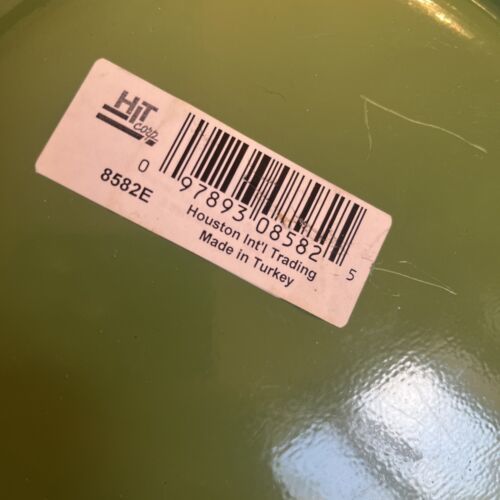 HiT
corp.
0 97893 08582 5
8582E
Houston Int'l Trading
Made in Turkey